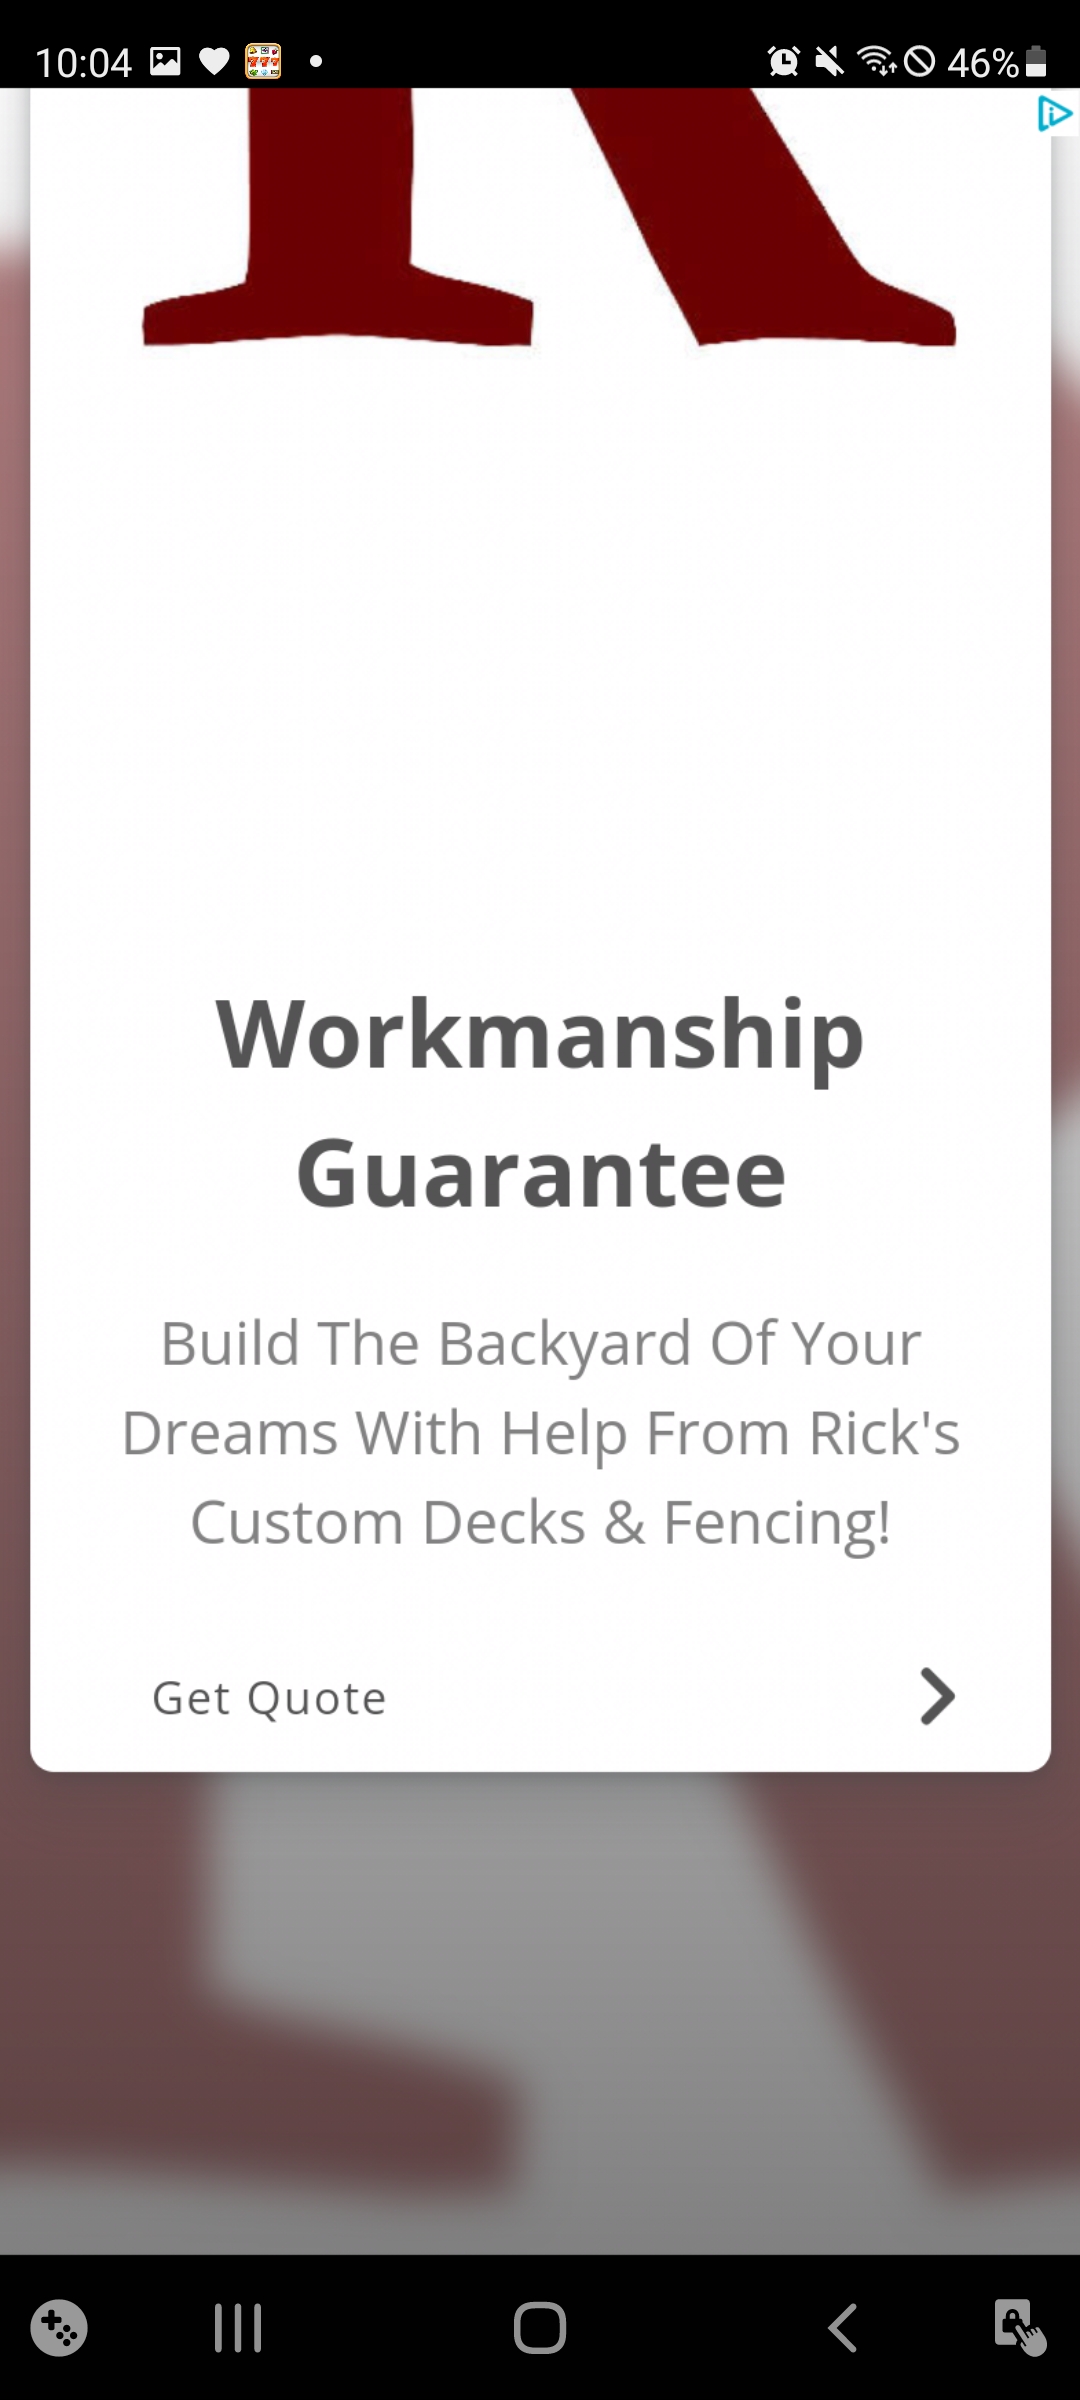 10:04
46%
R
Workmanship
Guarantee
Build The Backyard Of Your
Dreams With Help From Rick's
Custom Decks & Fencing!
Get Quote